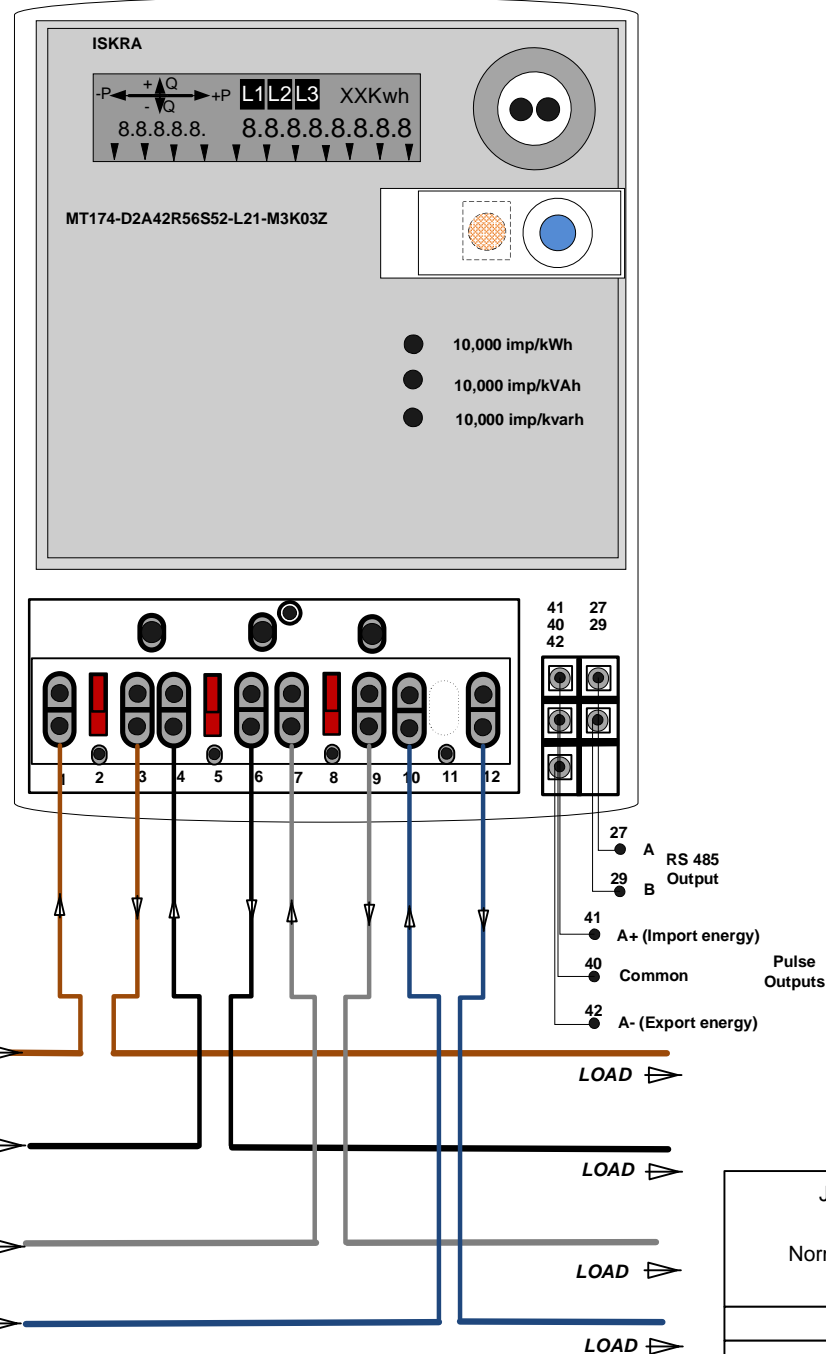 ISKRA
-P + Q - Q +P L1 L2 L3 XXKwh
8.8.8.8.8. 8.8.8.8.8.8.8.8
MT174-D2A42R56S52-L21-M3K03Z
10,000 imp/kWh
10,000 imp/kVAh
10,000 imp/kvarh
41 27
40 29
42
1 2 3 4 5 6 7 8 9 10 11 12
27 A
RS 485
Output
29 B
41 A+ (Import energy)
40 Common
Pulse
Outputs
42 A- (Export energy)
LOAD
LOAD
LOAD
LOAD
J
Nor